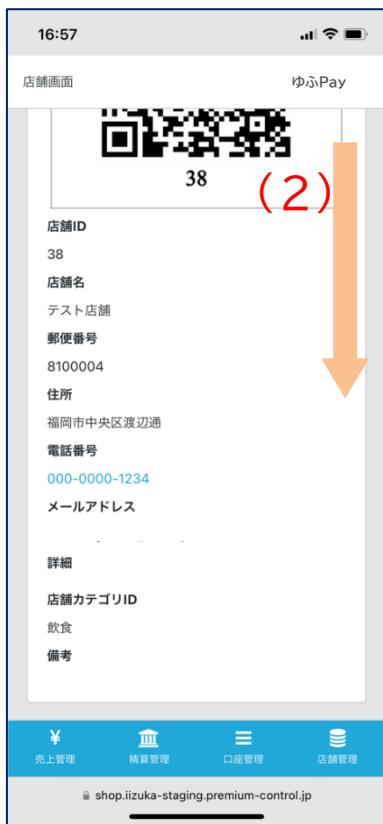 16:57
店舗画面 ゆふPay
38
(2)
店舗ID
38
店舗名
テスト店舗
郵便番号
8100004
住所
福岡市中央区渡辺通
電話番号
000-0000-1234
メールアドレス
詳細
店舗カテゴリID
飲食
備考
売上管理 精算管理 口座管理 店舗管理
shop.iizuka-staging.premium-control.jp